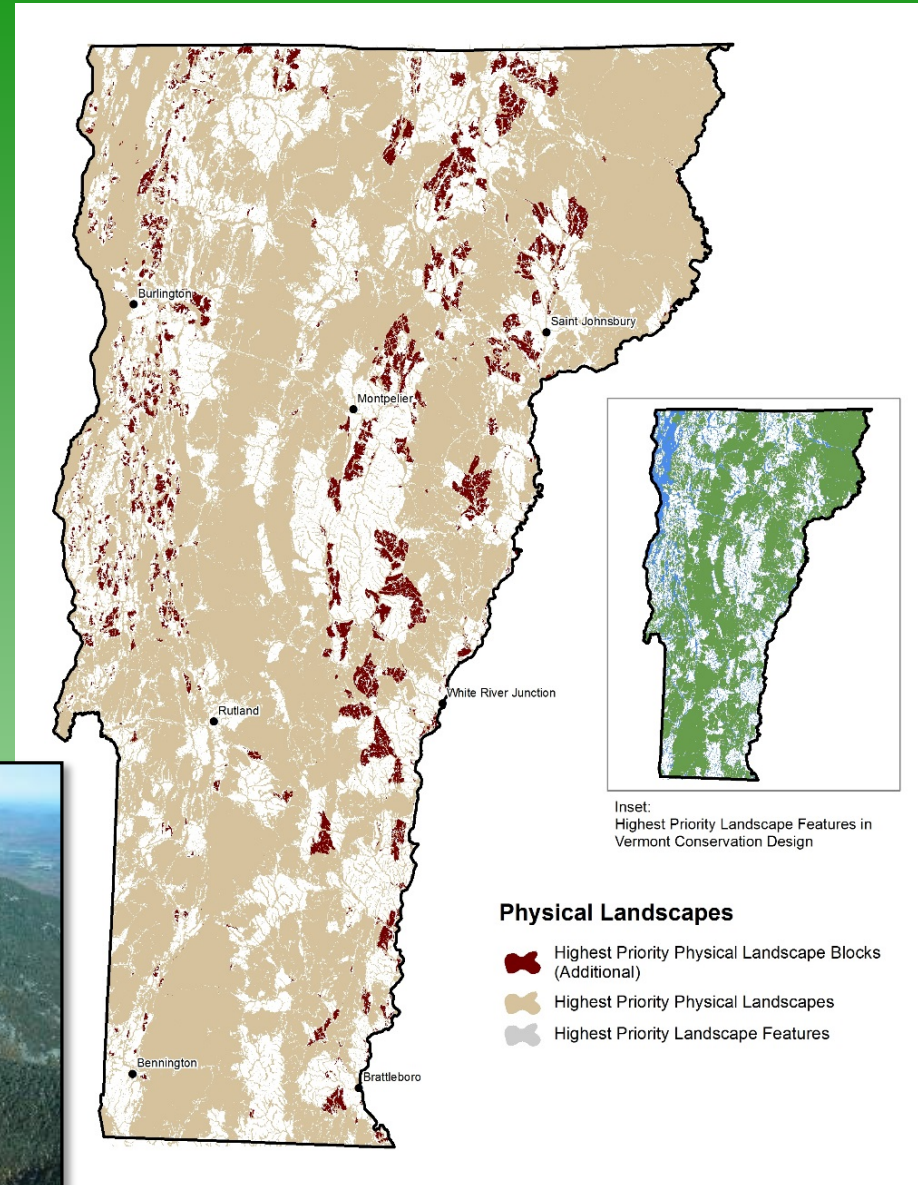 Burlington
Saint Johnsbury
Montpelier
White River Junction
Rutland
Inset:
Highest Priority Landscape Features in
Vermont Conservation Design
Physical Landscapes
Highest Priority Physical Landscape Blocks
(Additional)
Highest Priority Physical Landscapes
Highest Priority Landscape Features
Bennington
Brattleboro